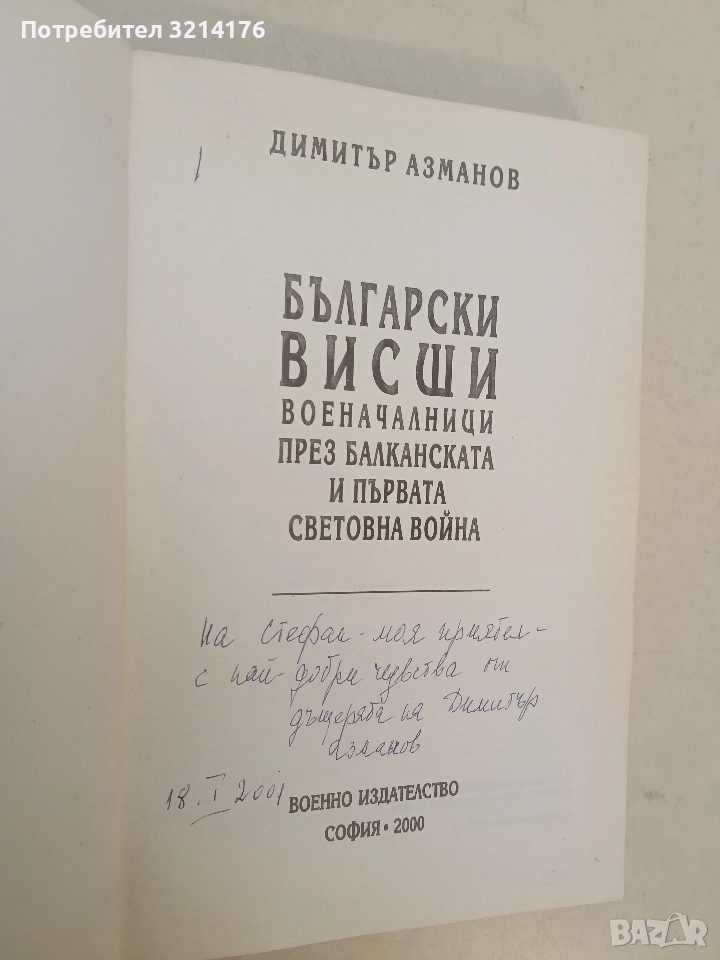 Потребител 3214176
ДИМИТЪР АЗМАНОВ
БЪЛГАРСКИ
ВИСШИ
ВОЕНАЧАЛНИЦИ
ПРЕЗ БАЛКАНСКАТА
И ПЪРВАТА
СВЕТОВНА ВОЙНА
На Стефан - моя приятел -
с най-добри чувства от
дъщерята на Димитър
Азманов
18.I 2001
ВОЕННО ИЗДАТЕЛСТВО
СОФИЯ • 2000
BAZAR